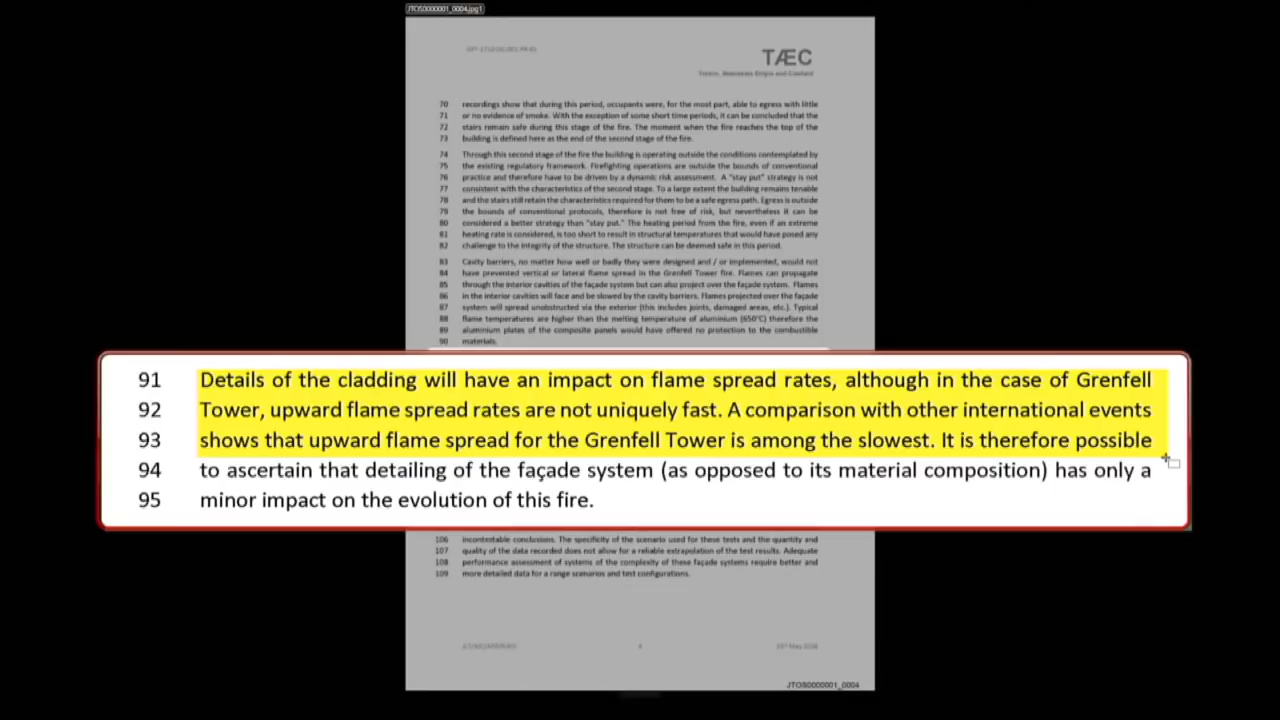 JTOS0000001_0004.jpg1
TÆC
Torero, Abecassis Empis and Cowlard
70 recordings show that during this period, occupants were, for the most part, able to egress with little
71 or no evidence of smoke. With the exception of some short time periods, it can be concluded that the
72 stairs remain safe during this stage of the fire. The moment when the fire reaches the top of the
73 building is defined here as the end of the second stage of the fire.
74 Through this second stage of the fire the building is operating outside the conditions contemplated by
75 the existing regulatory framework. Firefighting operations are outside the bounds of conventional
76 practice and therefore have to be driven by a dynamic risk assessment. A "stay put" strategy is not
77 consistent with the characteristics of the second stage. To a large extent the building remains tenable
78 and the stairs still retain the characteristics required for them to be a safe egress path. Egress is outside
79 the bounds of conventional protocols, therefore is not free of risk, but nevertheless it can be
80 considered a better strategy than "stay put." The heating period from the fire, even if an extreme
81 heating rate is considered, is too short to result in structural temperatures that would have posed any
82 challenge to the integrity of the structure. The structure can be deemed safe in this period.
83 Cavity barriers, no matter how well or badly they were designed and / or implemented, would not
84 have prevented vertical or lateral flame spread in the Grenfell Tower fire. Flames can propagate
85 through the interior cavities of the façade system but can also project over the façade system. Flames
86 in the interior cavities will face and be slowed by the cavity barriers. Flames projected over the façade
87 system will spread unobstructed via the exterior (this includes joints, damaged areas, etc.). Typical
88 flame temperatures are higher than the melting temperature of aluminium (650°C) therefore the
89 aluminium plates of the composite panels would have offered no protection to the combustible
90 materials.
91 Details of the cladding will have an impact on flame spread rates, although in the case of Grenfell
92 Tower, upward flame spread rates are not uniquely fast. A comparison with other international events
93 shows that upward flame spread for the Grenfell Tower is among the slowest. It is therefore possible
94 to ascertain that detailing of the façade system (as opposed to its material composition) has only a
95 minor impact on the evolution of this fire.
106 incontestable conclusions. The specificity of the scenario used for these tests and the quantity and
107 quality of the data recorded does not allow for a reliable extrapolation of the test results. Adequate
108 performance assessment of systems of the complexity of these façade systems require better and
109 more detailed data for a range scenarios and test configurations.
4
May 2018
JTOS0000001_0004